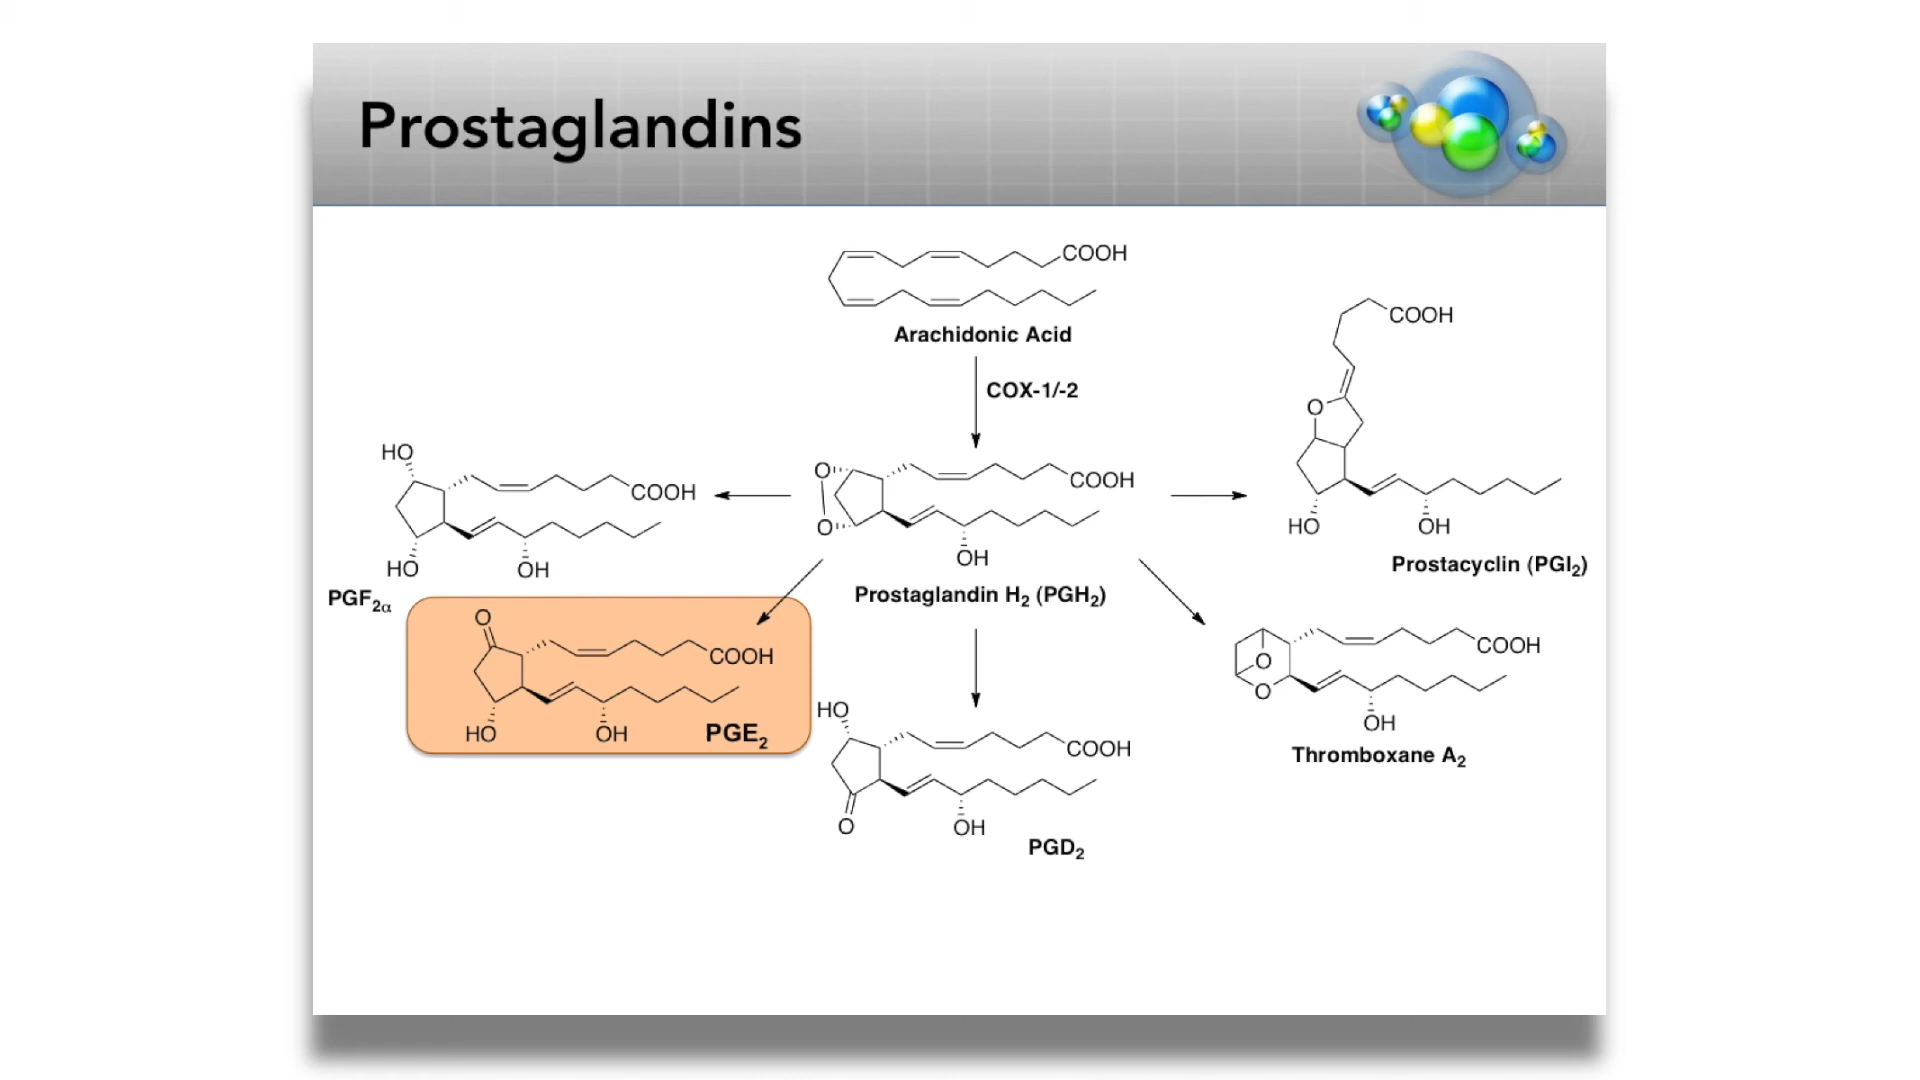 Prostaglandins
COOH
Arachidonic Acid
COX-1/-2
COOH
O
HO OH
Prostacyclin (PGI₂)
HO
COOH
HO OH
PGF₂α
O
O
COOH
OH
Prostaglandin H₂ (PGH₂)
O
COOH
HO OH PGE₂
COOH
O
O
OH
Thromboxane A₂
HO
COOH
O OH
PGD₂